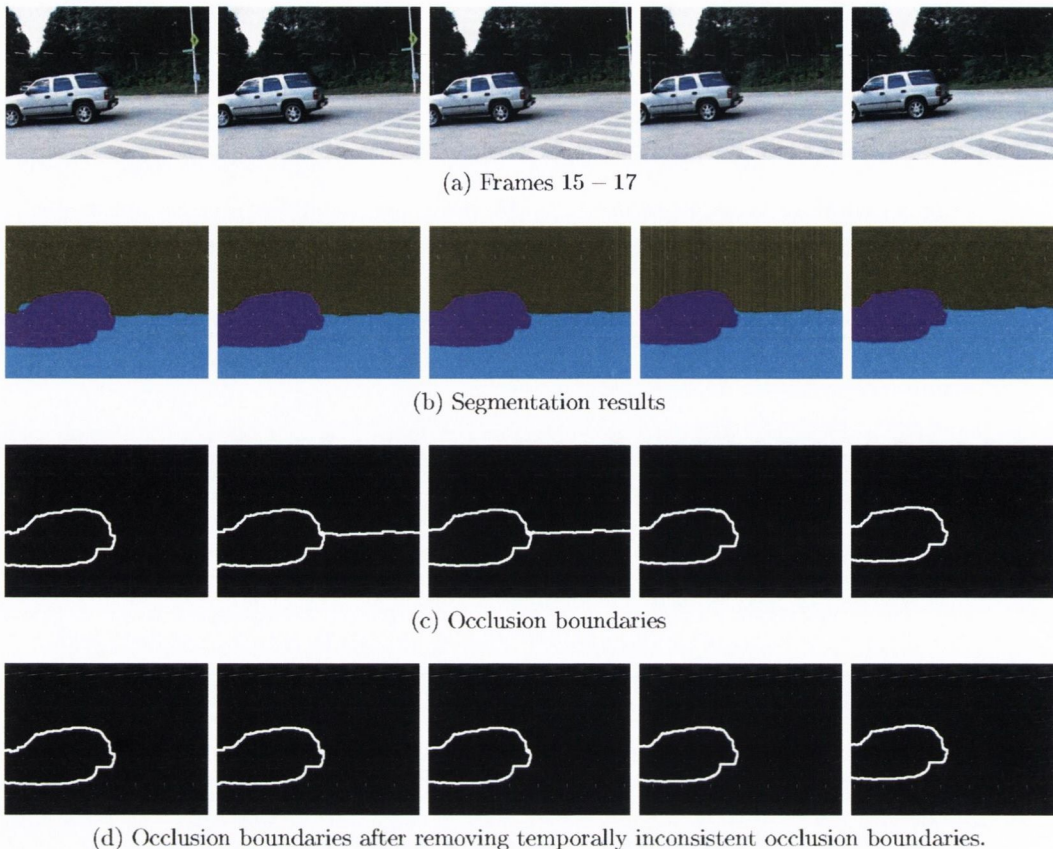 (a) Frames 15 – 17
(b) Segmentation results
(c) Occlusion boundaries
(d) Occlusion boundaries after removing temporally inconsistent occlusion boundaries.